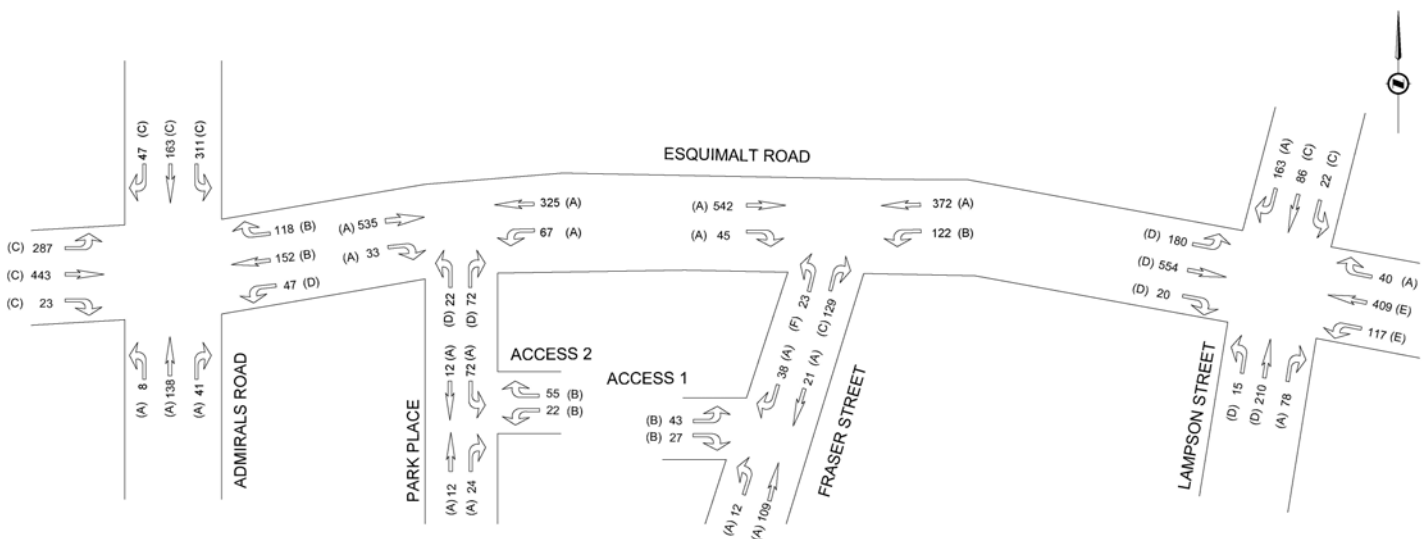 47 (C)
163 (C)
311 (C)
ESQUIMALT ROAD
163 (A)
86 (C)
22 (C)
(C) 287
(C) 443
(C) 23
118 (B)
152 (B)
47 (D)
(A) 535
(A) 33
325 (A)
67 (A)
(A) 542
(A) 45
372 (A)
122 (B)
(D) 180
(D) 554
(D) 20
40 (A)
409 (E)
117 (E)
(A) 8
(A) 138
(A) 41
ADMIRALS ROAD
(D) 22
(D) 72
PARK PLACE
12 (A)
72 (A)
ACCESS 2
55 (B)
22 (B)
(A) 12
(A) 24
ACCESS 1
(B) 43
(B) 27
(F) 23
(C) 129
38 (A)
21 (A)
(A) 12
(A) 109
FRASER STREET
LAMPSON STREET
(D) 15
(D) 210
(A) 78